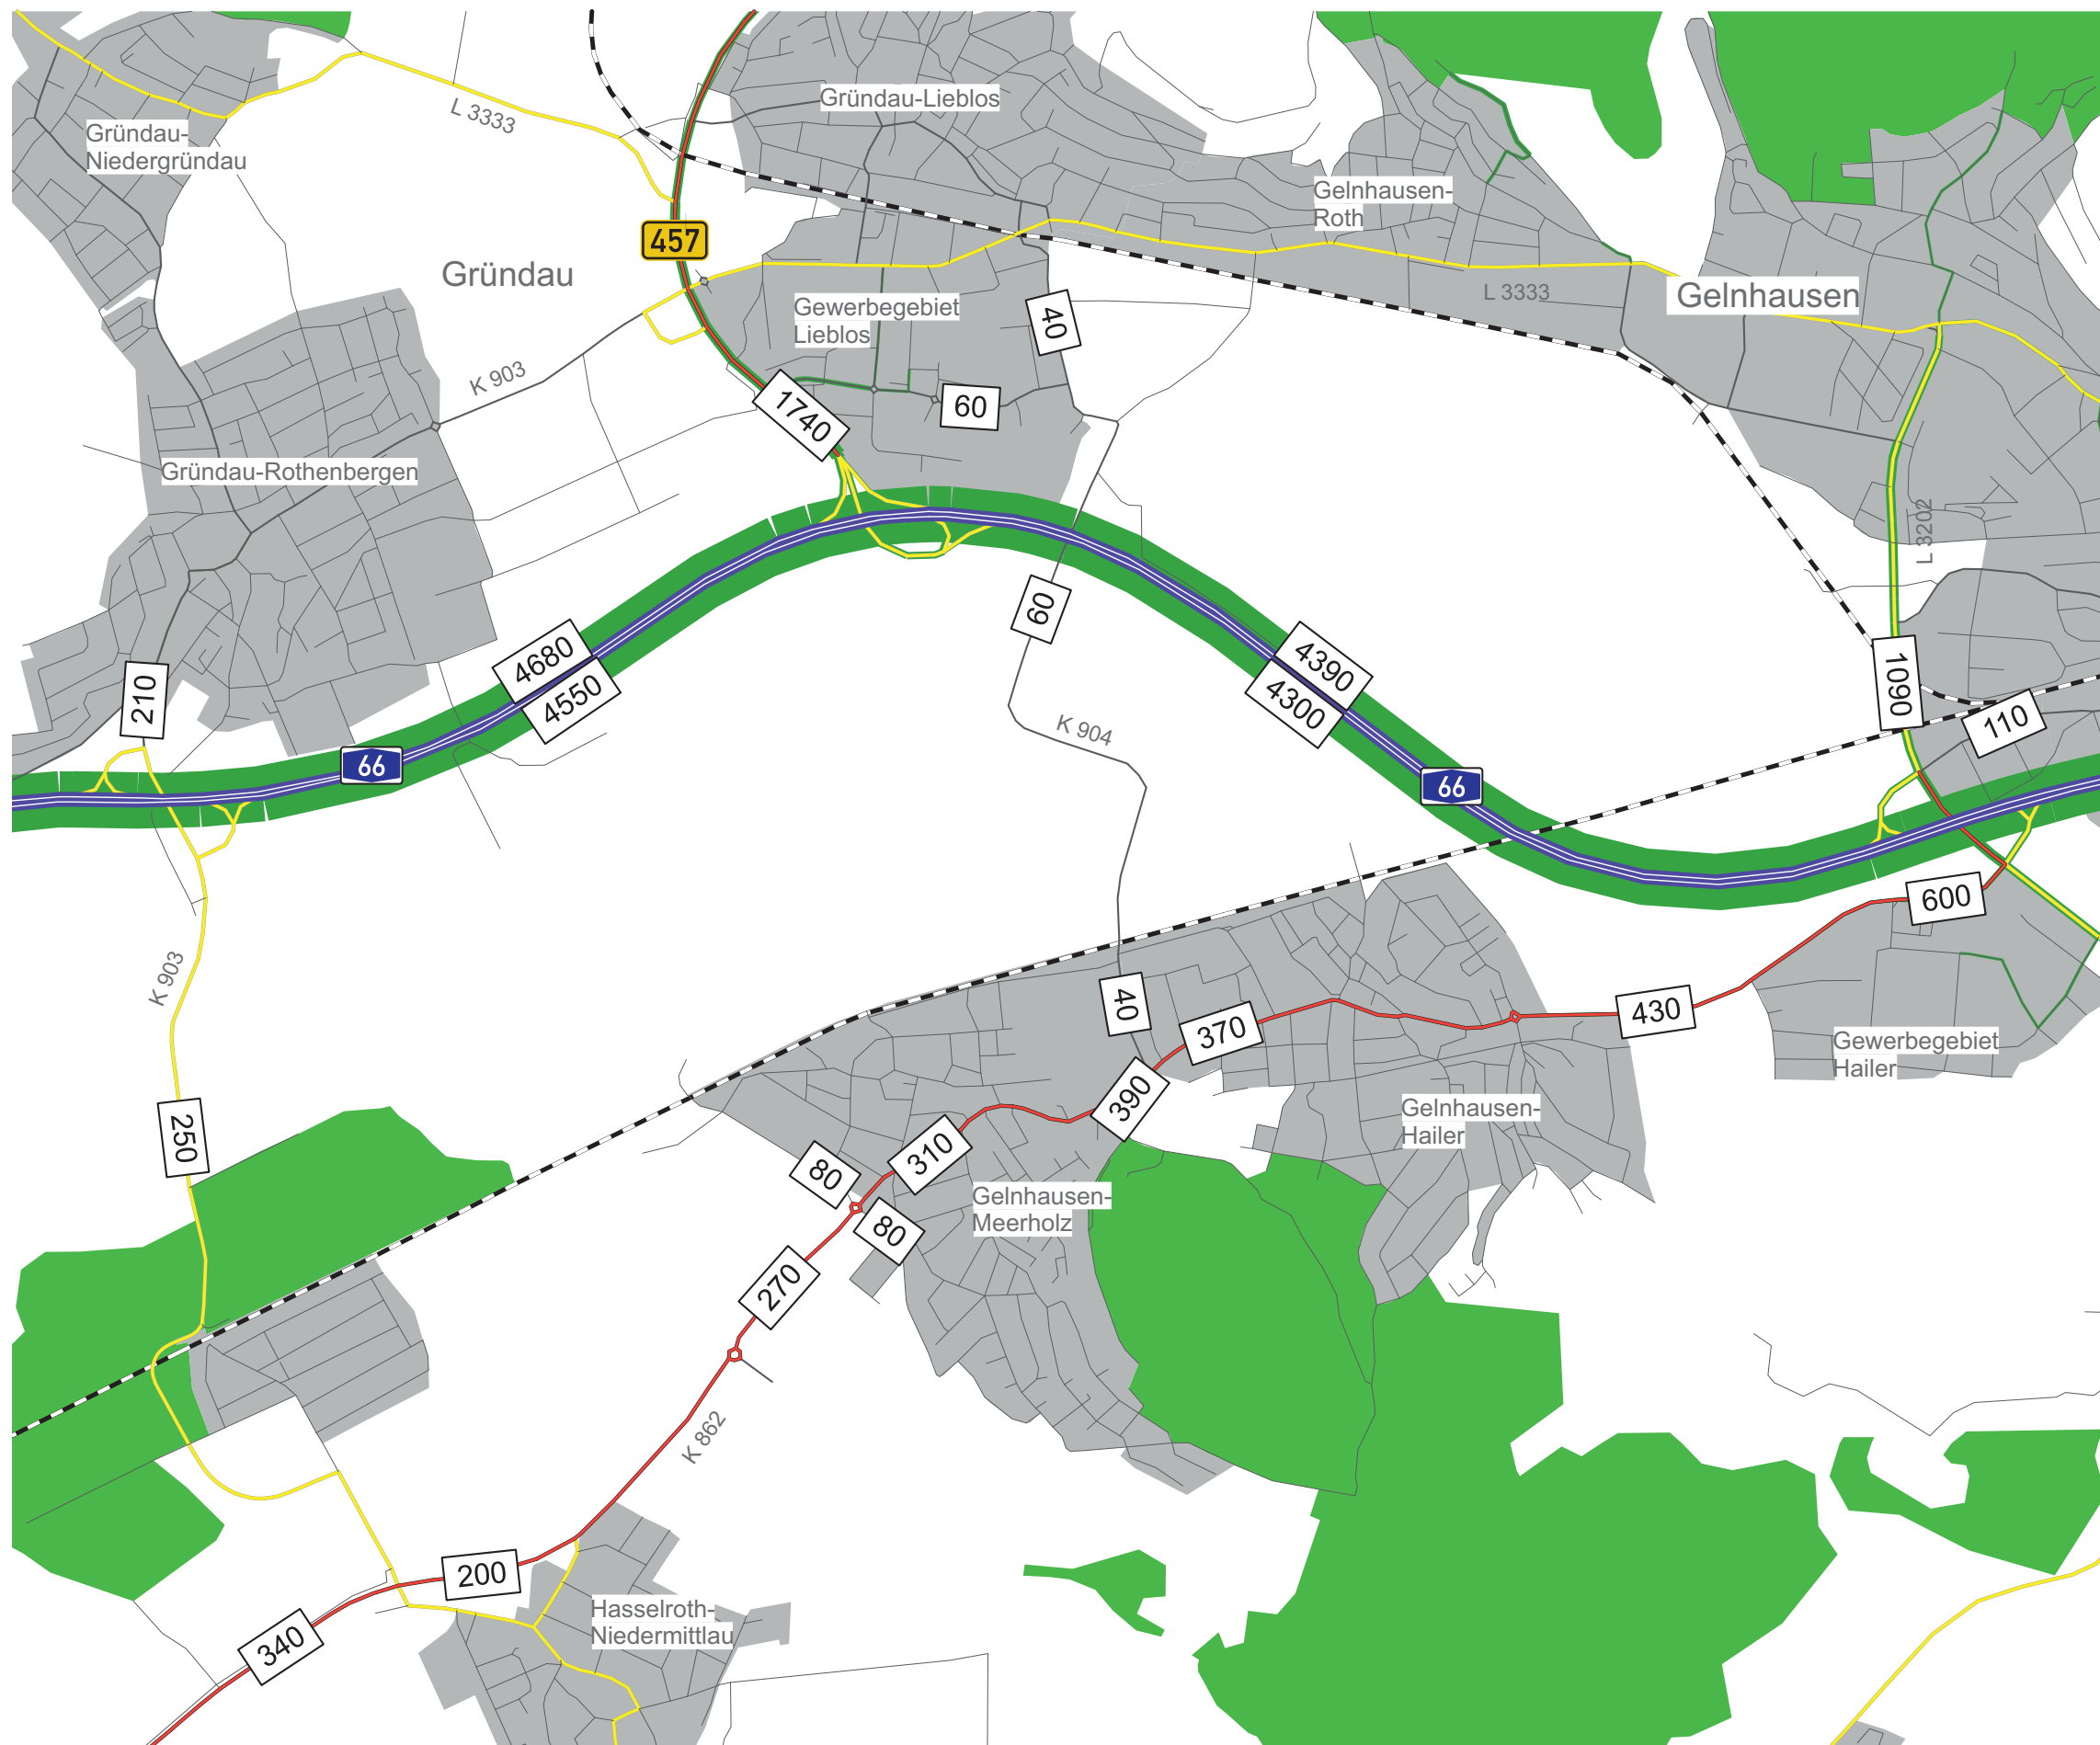 Gründau-Lieblos
L 3333
Gründau-
Niedergründau
Gelnhausen-
Roth
457
Gründau
L 3333
Gelnhausen
Gewerbegebiet
Lieblos
40
K 903
1740
60
Gründau-Rothenbergen
L 3202
60
4680
4550
4390
4300
210
1090
110
K 904
66
66
600
K 903
40
370
430
Gewerbegebiet
Hailer
390
Gelnhausen-
Hailer
250
310
80
80
Gelnhausen-
Meerholz
270
K 862
200
Hasselroth-
Niedermittlau
340